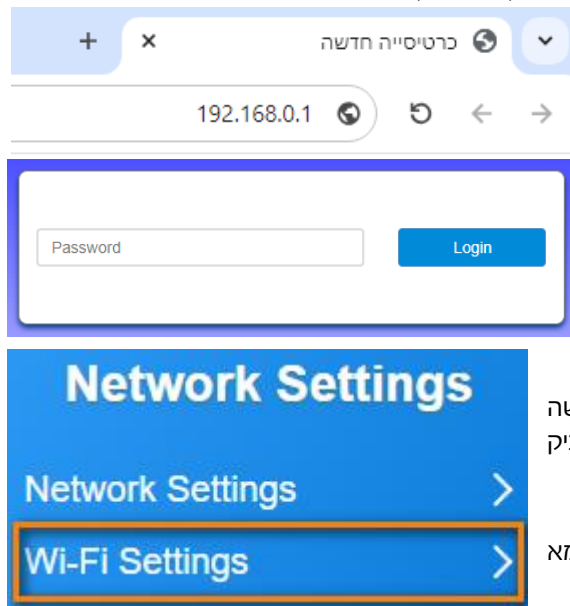 כרטיסייה חדשה
192.168.0.1
Password Login
Network Settings
Network Settings
Wi-Fi Settings